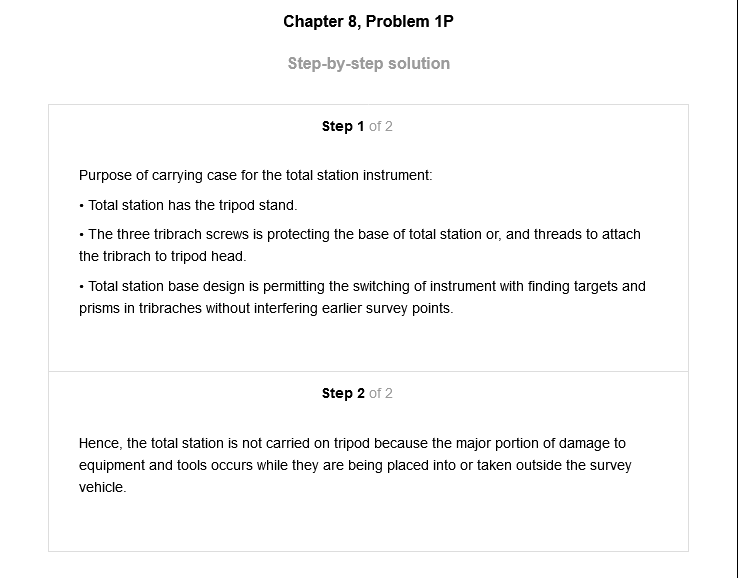 Chapter 8, Problem 1P
Step-by-step solution
Step 1 of 2
Purpose of carrying case for the total station instrument:
• Total station has the tripod stand.
• The three tribrach screws is protecting the base of total station or, and threads to attach
the tribrach to tripod head.
• Total station base design is permitting the switching of instrument with finding targets and
prisms in tribraches without interfering earlier survey points.
Step 2 of 2
Hence, the total station is not carried on tripod because the major portion of damage to
equipment and tools occurs while they are being placed into or taken outside the survey
vehicle.